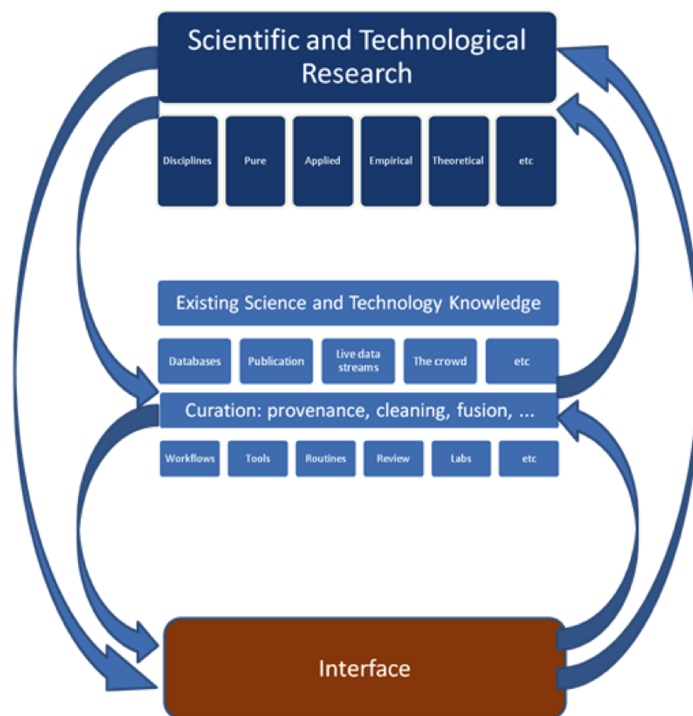 Scientific and Technological
Research
Disciplines
Pure
Applied
Empirical
Theoretical
etc
Existing Science and Technology Knowledge
Databases
Publication
Live data
streams
The crowd
etc
Curation: provenance, cleaning, fusion, ...
Workflows
Tools
Routines
Review
Labs
etc
Interface